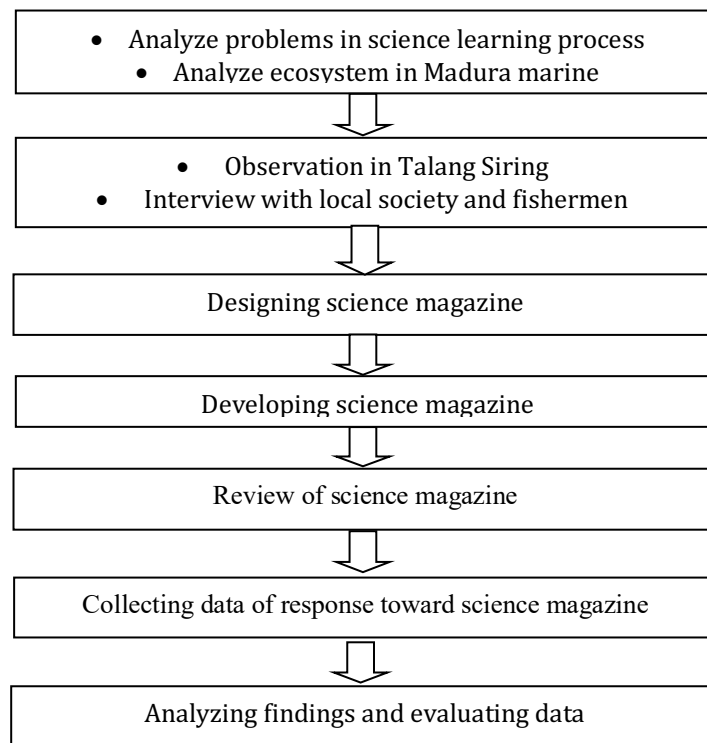 • Analyze problems in science learning process
• Analyze ecosystem in Madura marine
• Observation in Talang Siring
• Interview with local society and fishermen
Designing science magazine
Developing science magazine
Review of science magazine
Collecting data of response toward science magazine
Analyzing findings and evaluating data